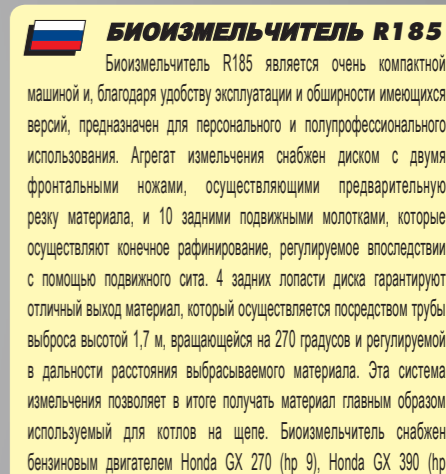 БИОИЗМЕЛЬЧИТЕЛЬ R185
Биоизмельчитель R185 является очень компактной
машиной и, благодаря удобству эксплуатации и обширности имеющихся
версий, предназначен для персонального и полупрофессионального
использования. Агрегат измельчения снабжен диском с двумя
фронтальными ножами, осуществляющими предварительную
резку материала, и 10 задними подвижными молотками, которые
осуществляют конечное рафинирование, регулируемое впоследствии
с помощью подвижного сита. 4 задних лопасти диска гарантируют
отличный выход материал, который осуществляется посредством трубы
выброса высотой 1,7 м, вращающейся на 270 градусов и регулируемой
в дальности расстояния выбрасываемого материала. Эта система
измельчения позволяет в итоге получать материал главным образом
используемый для котлов на щепе. Биоизмельчитель снабжен
бензиновым двигателем Honda GX 270 (hp 9), Honda GX 390 (hp